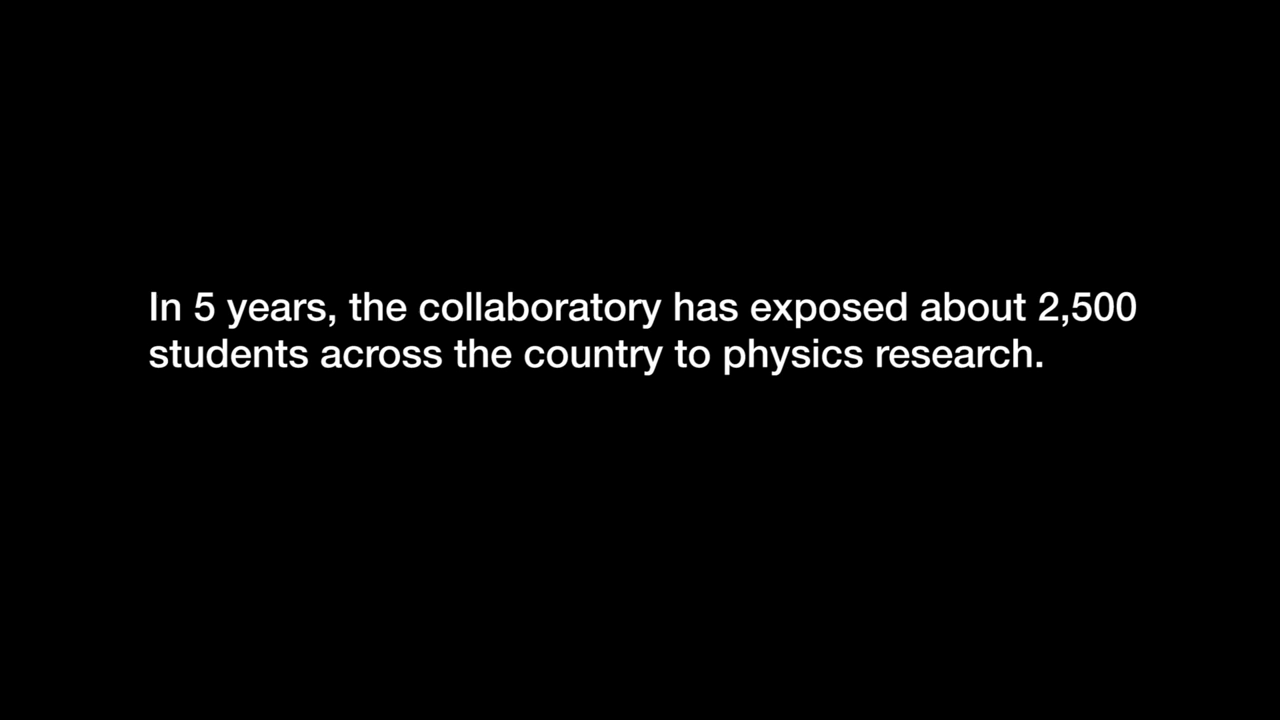 In 5 years, the collaboratory has exposed about 2,500
students across the country to physics research.